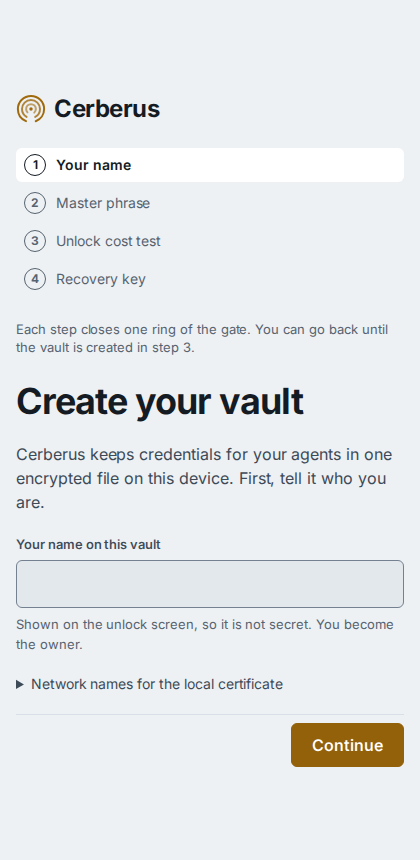 Cerberus
1 Your name
2 Master phrase
3 Unlock cost test
4 Recovery key
Each step closes one ring of the gate. You can go back until
the vault is created in step 3.
Create your vault
Cerberus keeps credentials for your agents in one
encrypted file on this device. First, tell it who you
are.
Your name on this vault
Shown on the unlock screen, so it is not secret. You become
the owner.
Network names for the local certificate
Continue